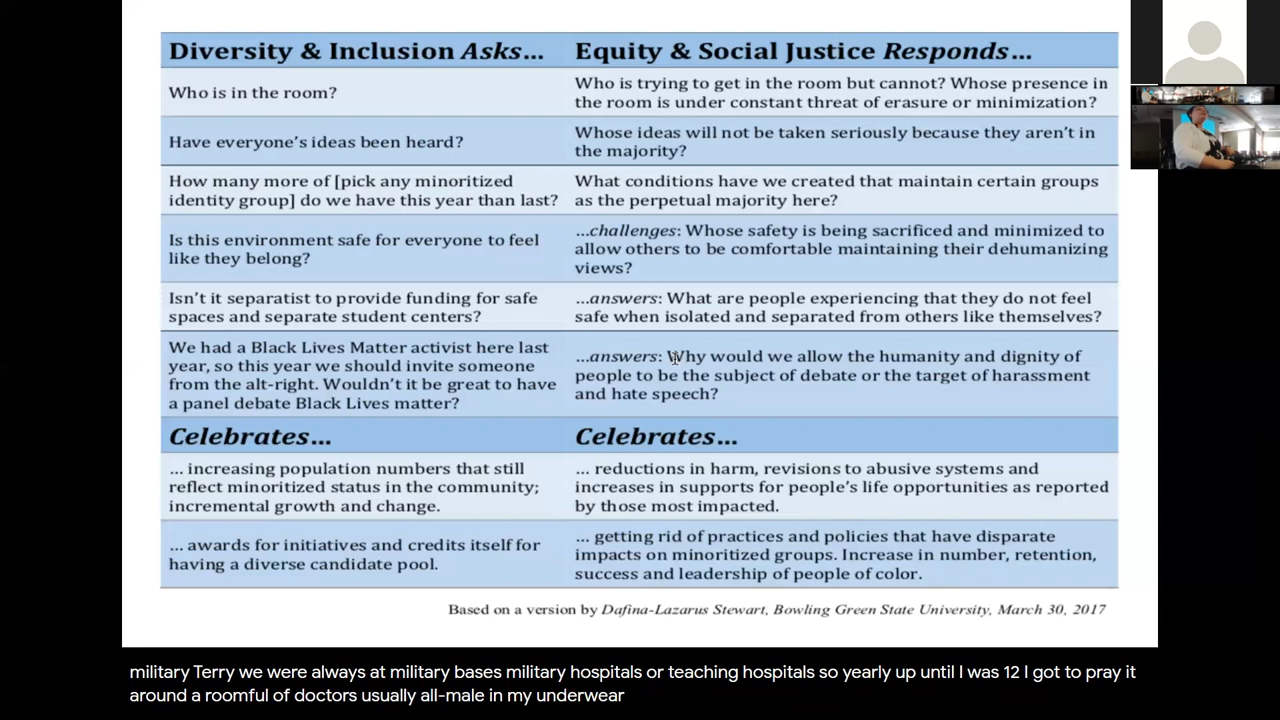 Diversity & Inclusion Asks…
Equity & Social Justice Responds…
Who is in the room?
Who is trying to get in the room but cannot? Whose presence in
the room is under constant threat of erasure or minimization?
Have everyone's ideas been heard?
Whose ideas will not be taken seriously because they aren't in
the majority?
How many more of [pick any minoritized
identity group] do we have this year than last?
What conditions have we created that maintain certain groups
as the perpetual majority here?
Is this environment safe for everyone to feel
like they belong?
…challenges: Whose safety is being sacrificed and minimized to
allow others to be comfortable maintaining their dehumanizing
views?
Isn't it separatist to provide funding for safe
spaces and separate student centers?
…answers: What are people experiencing that they do not feel
safe when isolated and separated from others like themselves?
We had a Black Lives Matter activist here last
year, so this year we should invite someone
from the alt-right. Wouldn't it be great to have
a panel debate Black Lives matter?
…answers: Why would we allow the humanity and dignity of
people to be the subject of debate or the target of harassment
and hate speech?
Celebrates…
Celebrates…
… increasing population numbers that still
reflect minoritized status in the community;
incremental growth and change.
… reductions in harm, revisions to abusive systems and
increases in supports for people's life opportunities as reported
by those most impacted.
… awards for initiatives and credits itself for
having a diverse candidate pool.
… getting rid of practices and policies that have disparate
impacts on minoritized groups. Increase in number, retention,
success and leadership of people of color.
Based on a version by Dafina-Lazarus Stewart, Bowling Green State University, March 30, 2017
military Terry we were always at military bases military hospitals or teaching hospitals so yearly up until I was 12 I got to pray it
around a roomful of doctors usually all-male in my underwear